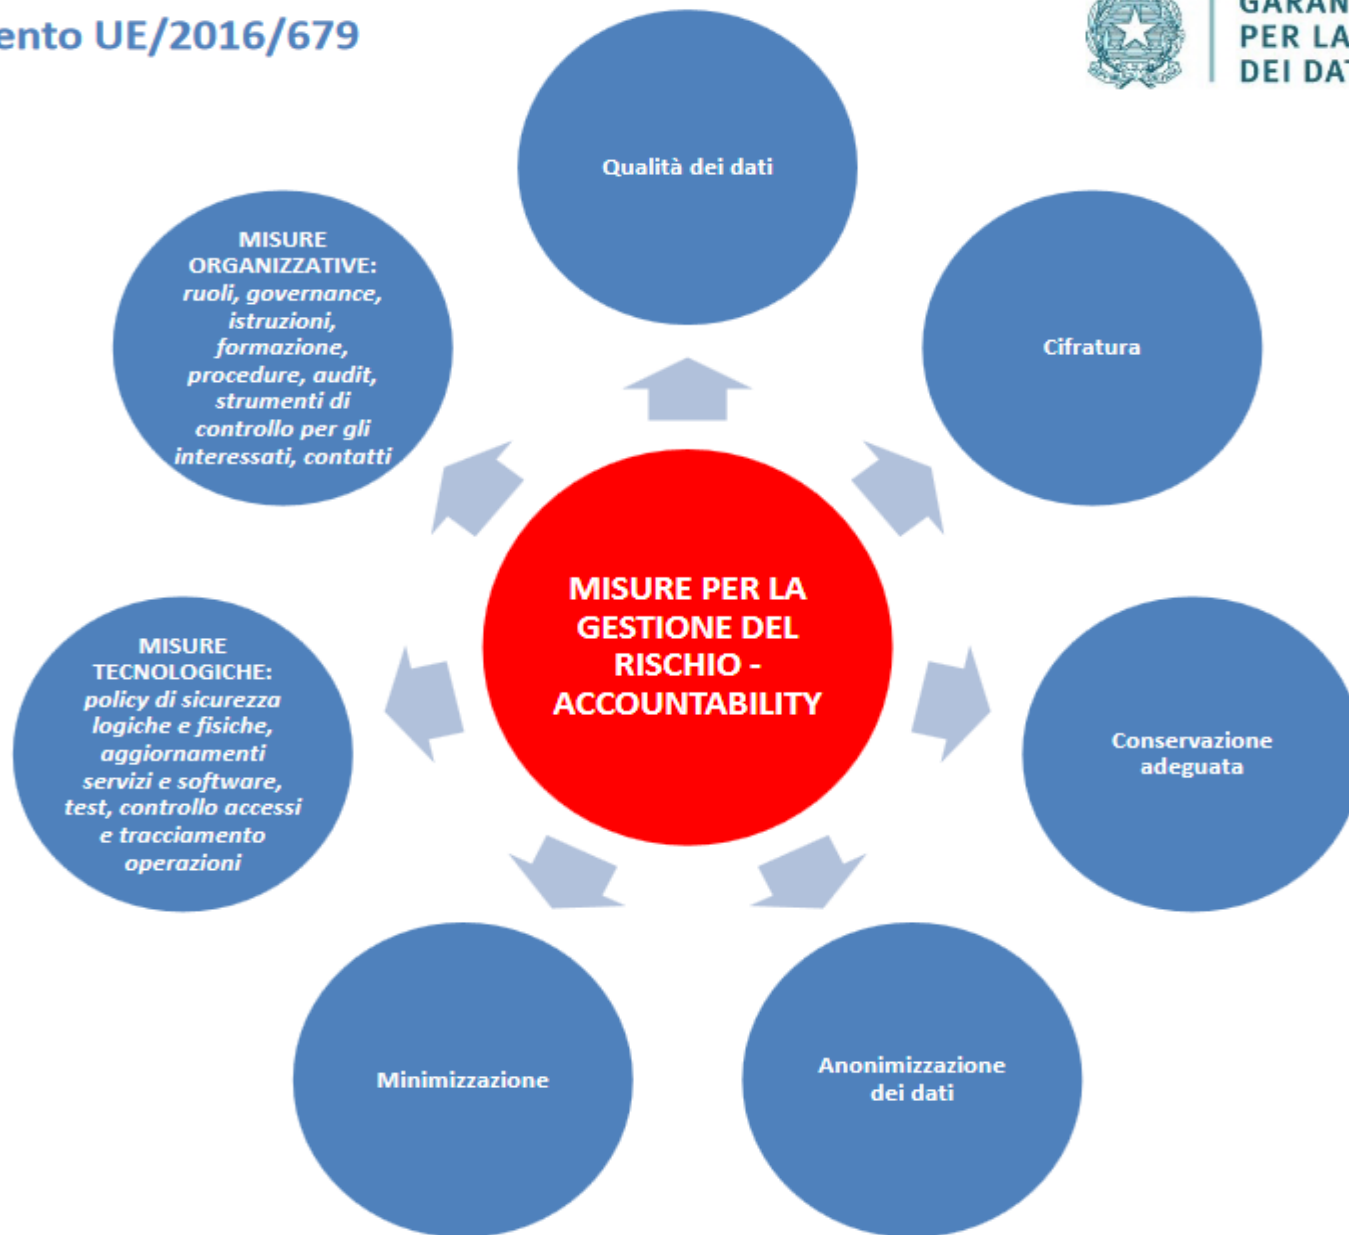 ento UE/2016/679
GARAN
PER LA
DEI DAT
Qualità dei dati
Cifratura
Conservazione
adeguata
Anonimizzazione
dei dati
Minimizzazione
MISURE
TECNOLOGICHE:
policy di sicurezza
logiche e fisiche,
aggiornamenti
servizi e software,
test, controllo accessi
e tracciamento
operazioni
MISURE
ORGANIZZATIVE:
ruoli, governance,
istruzioni,
formazione,
procedure, audit,
strumenti di
controllo per gli
interessati, contatti
MISURE PER LA
GESTIONE DEL
RISCHIO -
ACCOUNTABILITY